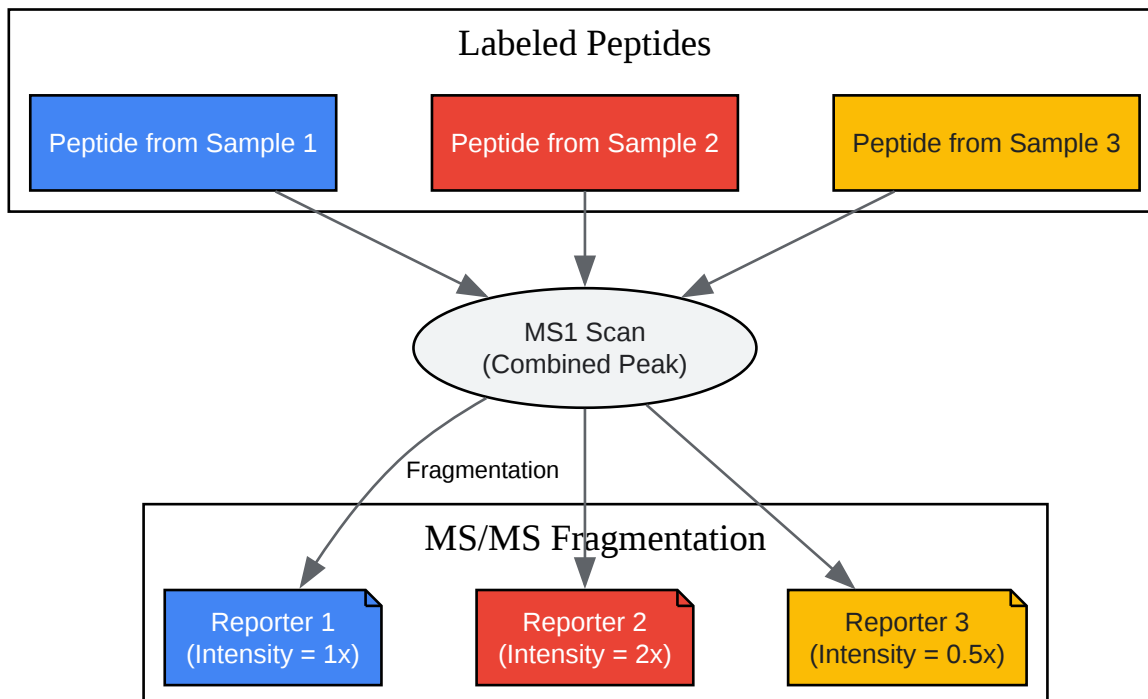 Labeled Peptides
Peptide from Sample 1
Peptide from Sample 2
Peptide from Sample 3
MS1 Scan
(Combined Peak)
Fragmentation
MS/MS Fragmentation
Reporter 1
(Intensity = 1x)
Reporter 2
(Intensity = 2x)
Reporter 3
(Intensity = 0.5x)